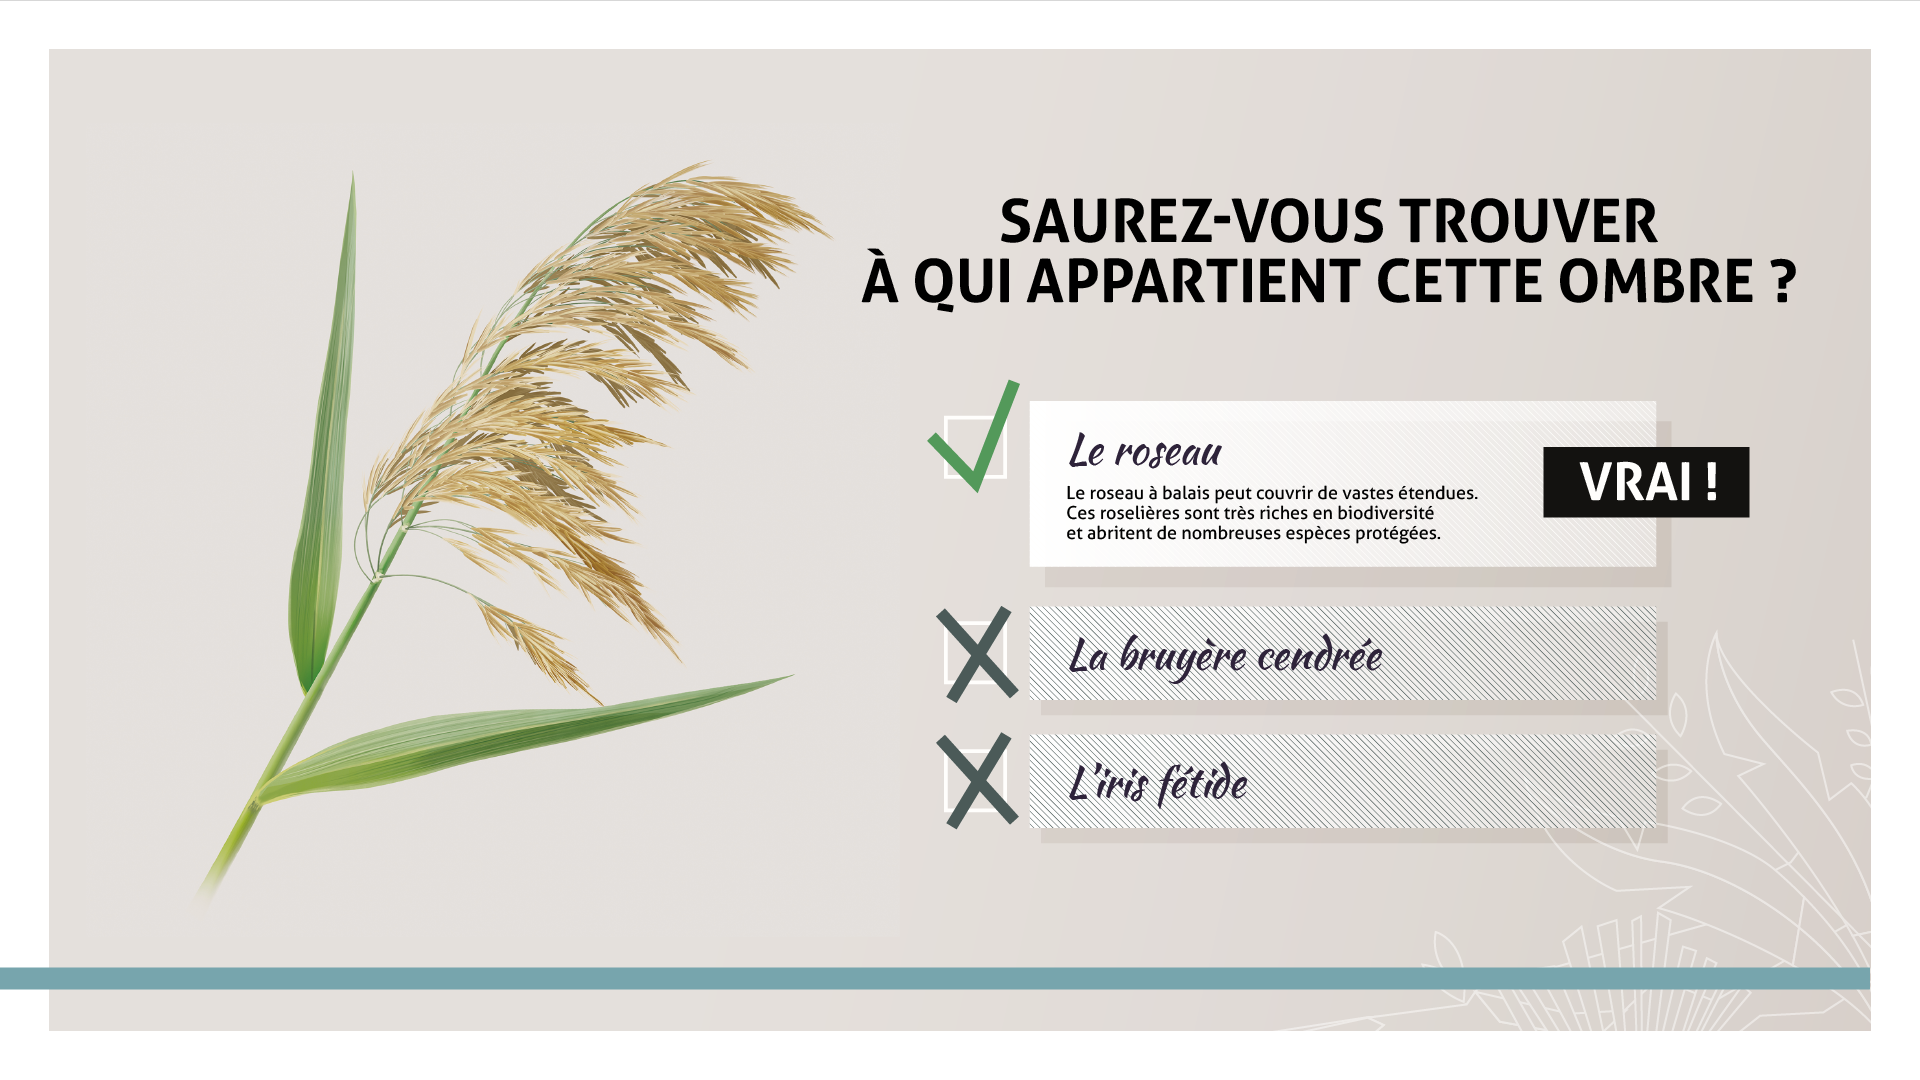 SAUREZ-VOUS TROUVER
À QUI APPARTIENT CETTE OMBRE ?
Le roseau
Le roseau à balais peut couvrir de vastes étendues.
Ces roselières sont très riches en biodiversité
et abritent de nombreuses espèces protégées.
VRAI !
La bruyère cendrée
L'iris fétide